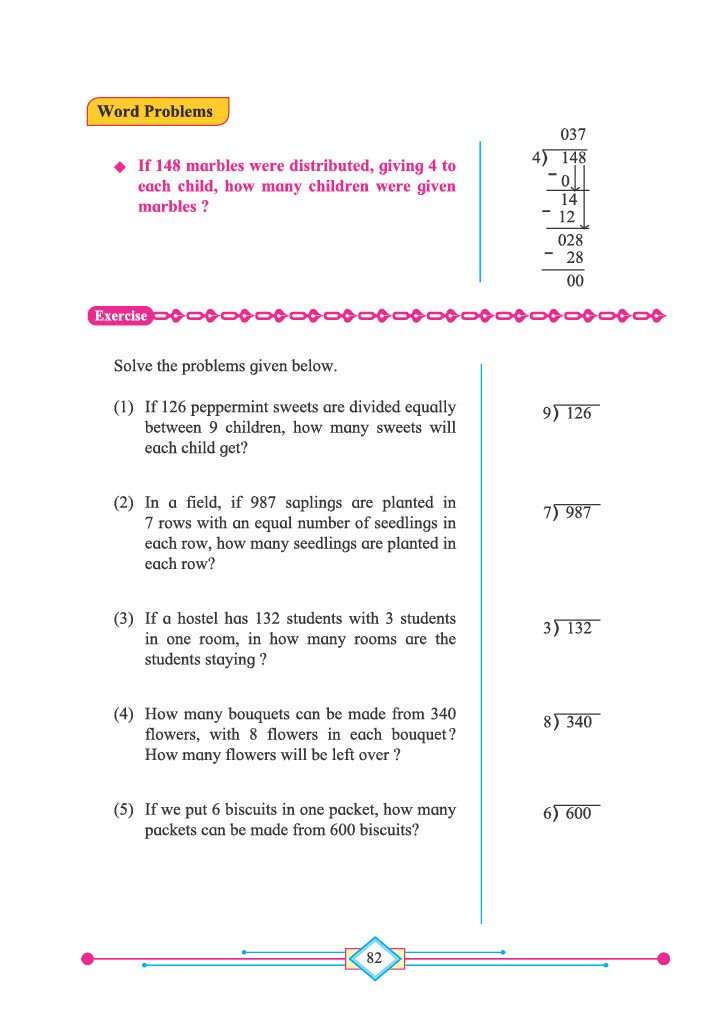 Word Problems
◆ If 148 marbles were distributed, giving 4 to
each child, how many children were given
marbles ?
037
4) 148
- 0
14
- 12
028
- 28
00
Exercise
Solve the problems given below.
(1) If 126 peppermint sweets are divided equally
between 9 children, how many sweets will
each child get?
9) 126
(2) In a field, if 987 saplings are planted in
7 rows with an equal number of seedlings in
each row, how many seedlings are planted in
each row?
7) 987
(3) If a hostel has 132 students with 3 students
in one room, in how many rooms are the
students staying ?
3) 132
(4) How many bouquets can be made from 340
flowers, with 8 flowers in each bouquet?
How many flowers will be left over ?
8) 340
(5) If we put 6 biscuits in one packet, how many
packets can be made from 600 biscuits?
6) 600
82